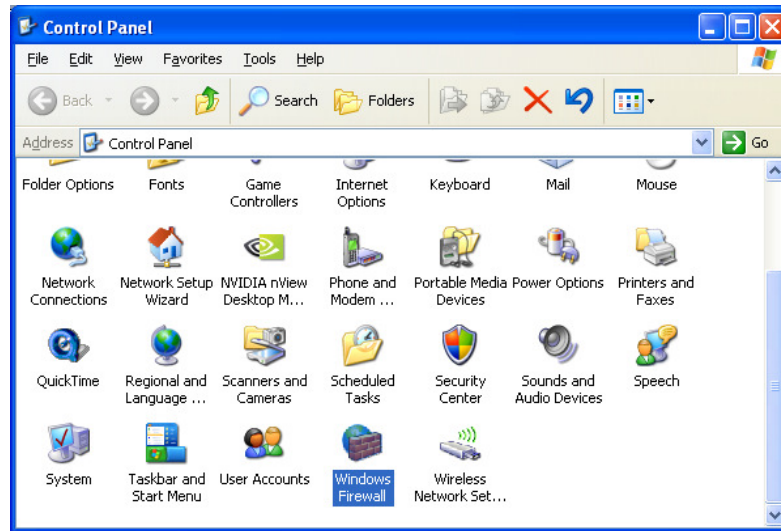 Control Panel
File Edit View Favorites Tools Help
Back Search Folders
Address Control Panel Go
Folder Options Fonts Game Controllers Internet Options Keyboard Mail Mouse
Network Connections Network Setup Wizard NVIDIA nView Desktop M... Phone and Modem ... Portable Media Devices Power Options Printers and Faxes
QuickTime Regional and Language ... Scanners and Cameras Scheduled Tasks Security Center Sounds and Audio Devices Speech
System Taskbar and Start Menu User Accounts Windows Firewall Wireless Network Set...